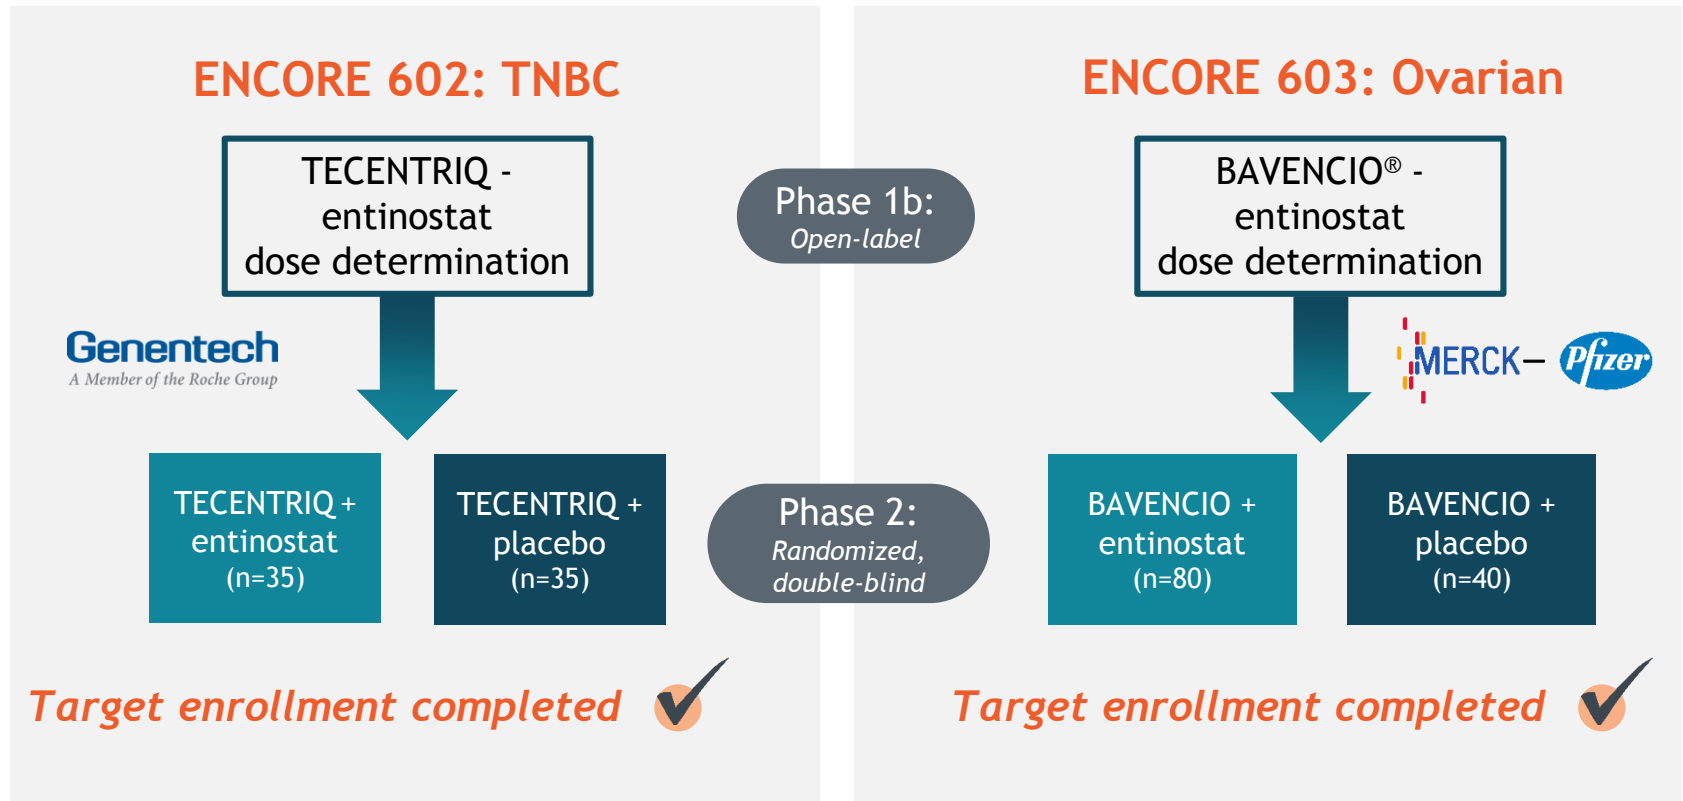 ENCORE 602: TNBC
TECENTRIQ -
entinostat
dose determination
Genentech
A Member of the Roche Group
TECENTRIQ +
entinostat
(n=35)
TECENTRIQ +
placebo
(n=35)
Target enrollment completed
Phase 1b:
Open-label
Phase 2:
Randomized,
double-blind
ENCORE 603: Ovarian
BAVENCIO® -
entinostat
dose determination
MERCK– Pfizer
BAVENCIO +
entinostat
(n=80)
BAVENCIO +
placebo
(n=40)
Target enrollment completed